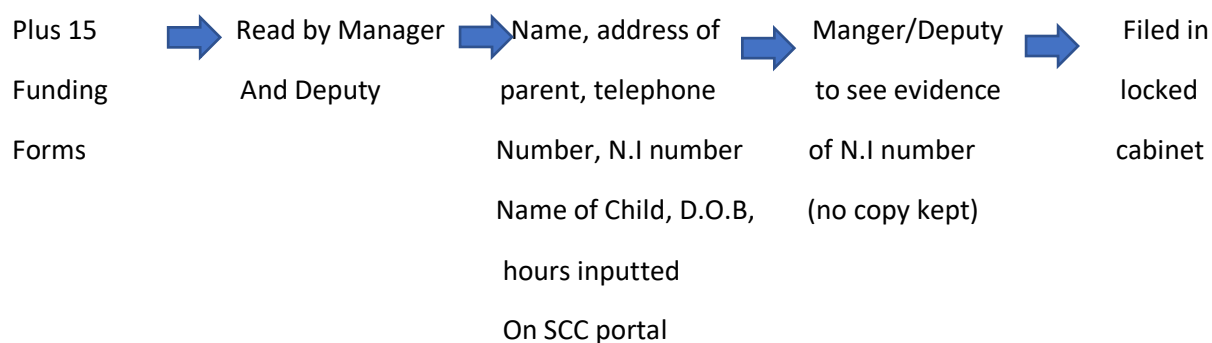 Plus 15 Read by Manager Name, address of Manger/Deputy Filed in
Funding And Deputy parent, telephone to see evidence locked
Forms Number, N.I number of N.I number cabinet
Name of Child, D.O.B, (no copy kept)
hours inputted
On SCC portal